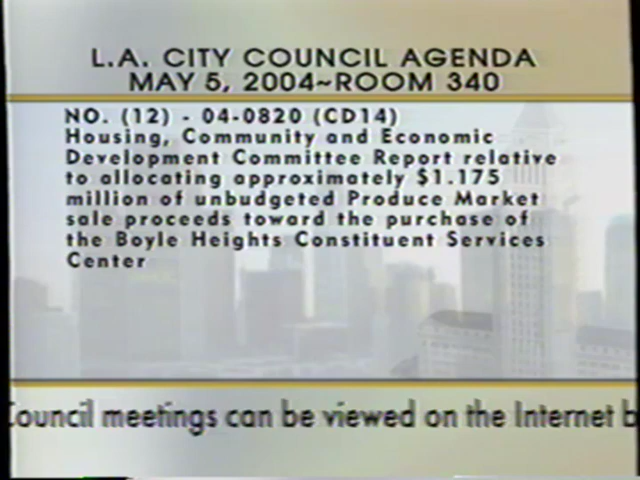 L.A. CITY COUNCIL AGENDA
MAY 5, 2004~ROOM 340
NO. (12) - 04-0820 (CD14)
Housing, Community and Economic
Development Committee Report relative
to allocating approximately $1.175
million of unbudgeted Produce Market
sale proceeds toward the purchase of
the Boyle Heights Constituent Services
Center
Council meetings can be viewed on the Internet b